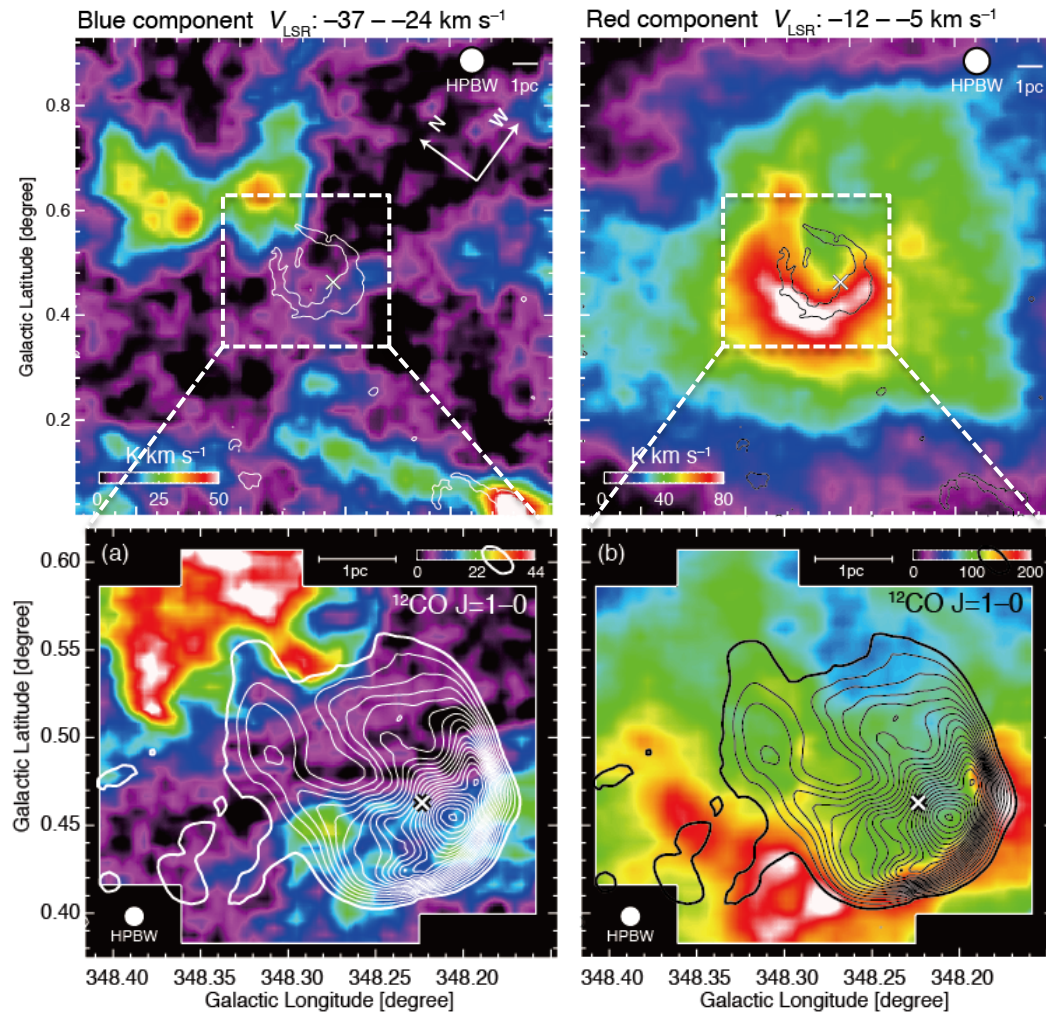 Blue component V_LSR: –37 – –24 km s⁻¹
Red component V_LSR: –12 – –5 km s⁻¹
HPBW 1pc
N W
Galactic Latitude [degree]
0.8
0.6
0.4
0.2
K km s⁻¹
0 25 50
HPBW 1pc
K km s⁻¹
0 40 80
(a) 1pc 0 22 44
¹²CO J=1–0
HPBW
(b) 1pc 0 100 200
¹²CO J=1–0
HPBW
Galactic Latitude [degree]
0.60
0.55
0.50
0.45
0.40
348.40 348.35 348.30 348.25 348.20
Galactic Longitude [degree]
348.40 348.35 348.30 348.25 348.20
Galactic Longitude [degree]